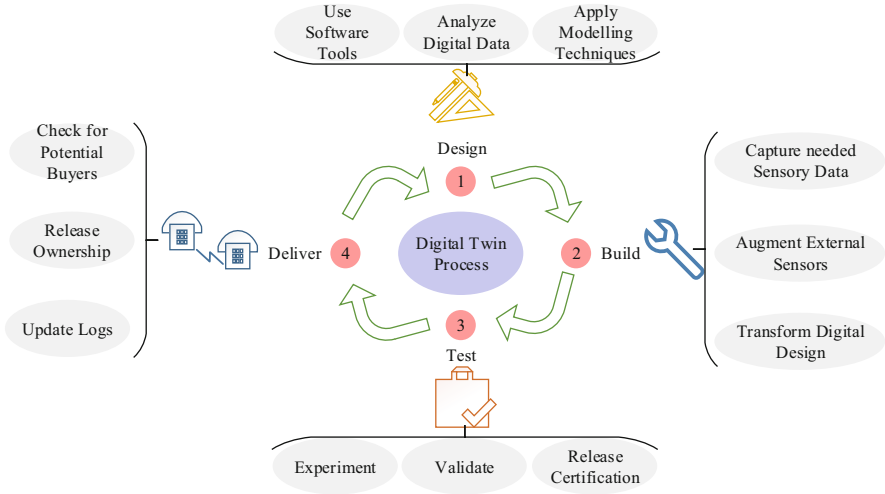 Use
Software
Tools
Analyze
Digital Data
Apply
Modelling
Techniques
Check for
Potential
Buyers
Release
Ownership
Update Logs
Design
1
Deliver
4
Digital Twin
Process
2
Build
3
Test
Capture needed
Sensory Data
Augment External
Sensors
Transform Digital
Design
Experiment
Validate
Release
Certification